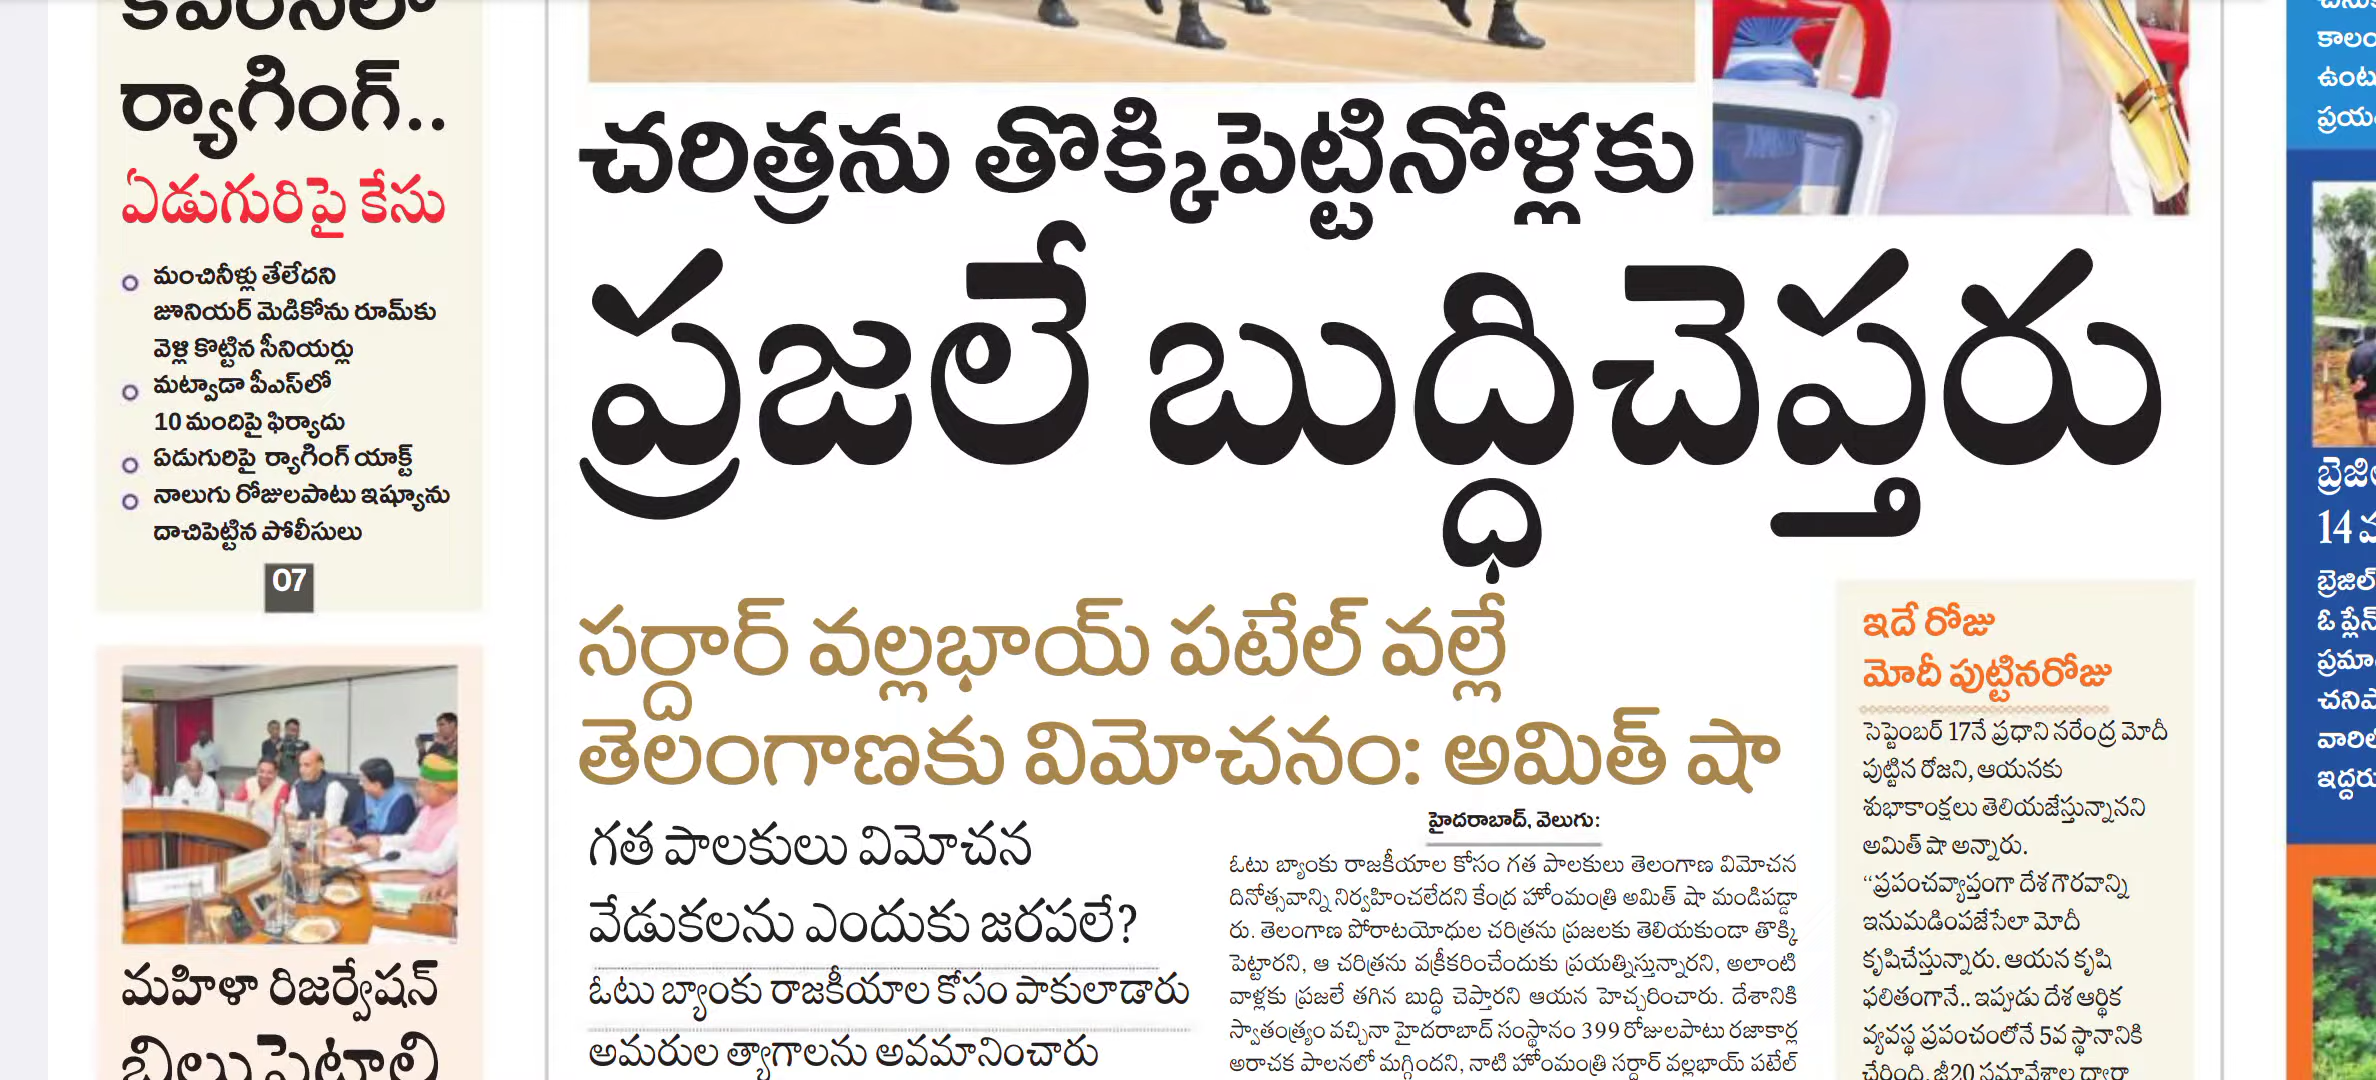 ర్యాగింగ్..
ఏడుగురిపై కేసు
మంచినీళ్లు తేలేదని
జూనియర్ మెడికోను రూమ్‌కు
వెళ్లి కొట్టిన సీనియర్లు
మట్వాడా పీఎస్‌లో
10 మందిపై ఫిర్యాదు
ఏడుగురిపై ర్యాగింగ్ యాక్ట్
నాలుగు రోజులపాటు ఇష్యూను
దాచిపెట్టిన పోలీసులు
07
మహిళా రిజర్వేషన్
చరిత్రను తొక్కిపెట్టినోళ్లకు
ప్రజలే బుద్ధిచెప్తరు
సర్దార్ వల్లభాయ్ పటేల్ వల్లే
తెలంగాణకు విమోచనం: అమిత్ షా
గత పాలకులు విమోచన
వేడుకలను ఎందుకు జరపలే?
ఓటు బ్యాంకు రాజకీయాల కోసం పాకులాడారు
అమరుల త్యాగాలను అవమానించారు
హైదరాబాద్, వెలుగు:
ఓటు బ్యాంకు రాజకీయాల కోసం గత పాలకులు తెలంగాణ విమోచన
దినోత్సవాన్ని నిర్వహించలేదని కేంద్ర హోంమంత్రి అమిత్ షా మండిపడ్డా
రు. తెలంగాణ పోరాటయోధుల చరిత్రను ప్రజలకు తెలియకుండా తొక్కి
పెట్టారని, ఆ చరిత్రను వక్రీకరించేందుకు ప్రయత్నిస్తున్నారని, అలాంటి
వాళ్లకు ప్రజలే తగిన బుద్ధి చెప్తారని ఆయన హెచ్చరించారు. దేశానికి
స్వాతంత్ర్యం వచ్చినా హైదరాబాద్ సంస్థానం 399 రోజులపాటు రజాకార్ల
అరాచక పాలనలో మగ్గిందని, నాటి హోంమంత్రి సర్దార్ వల్లభాయ్ పటేల్
ఇదే రోజు
మోదీ పుట్టినరోజు
సెప్టెంబర్ 17నే ప్రధాని నరేంద్ర మోదీ
పుట్టిన రోజని, ఆయనకు
శుభాకాంక్షలు తెలియజేస్తున్నానని
అమిత్ షా అన్నారు.
“ప్రపంచవ్యాప్తంగా దేశ గౌరవాన్ని
ఇనుమడింపజేసేలా మోదీ
కృషిచేస్తున్నారు. ఆయన కృషి
ఫలితంగానే.. ఇప్పుడు దేశ ఆర్థిక
వ్యవస్థ ప్రపంచంలోనే 5వ స్థానానికి
14
ఓ